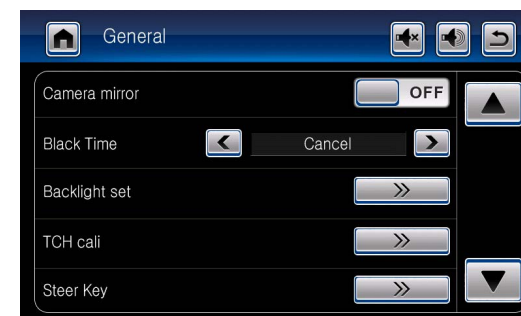 General
Camera mirror OFF
Black Time Cancel
Backlight set
TCH cali
Steer Key